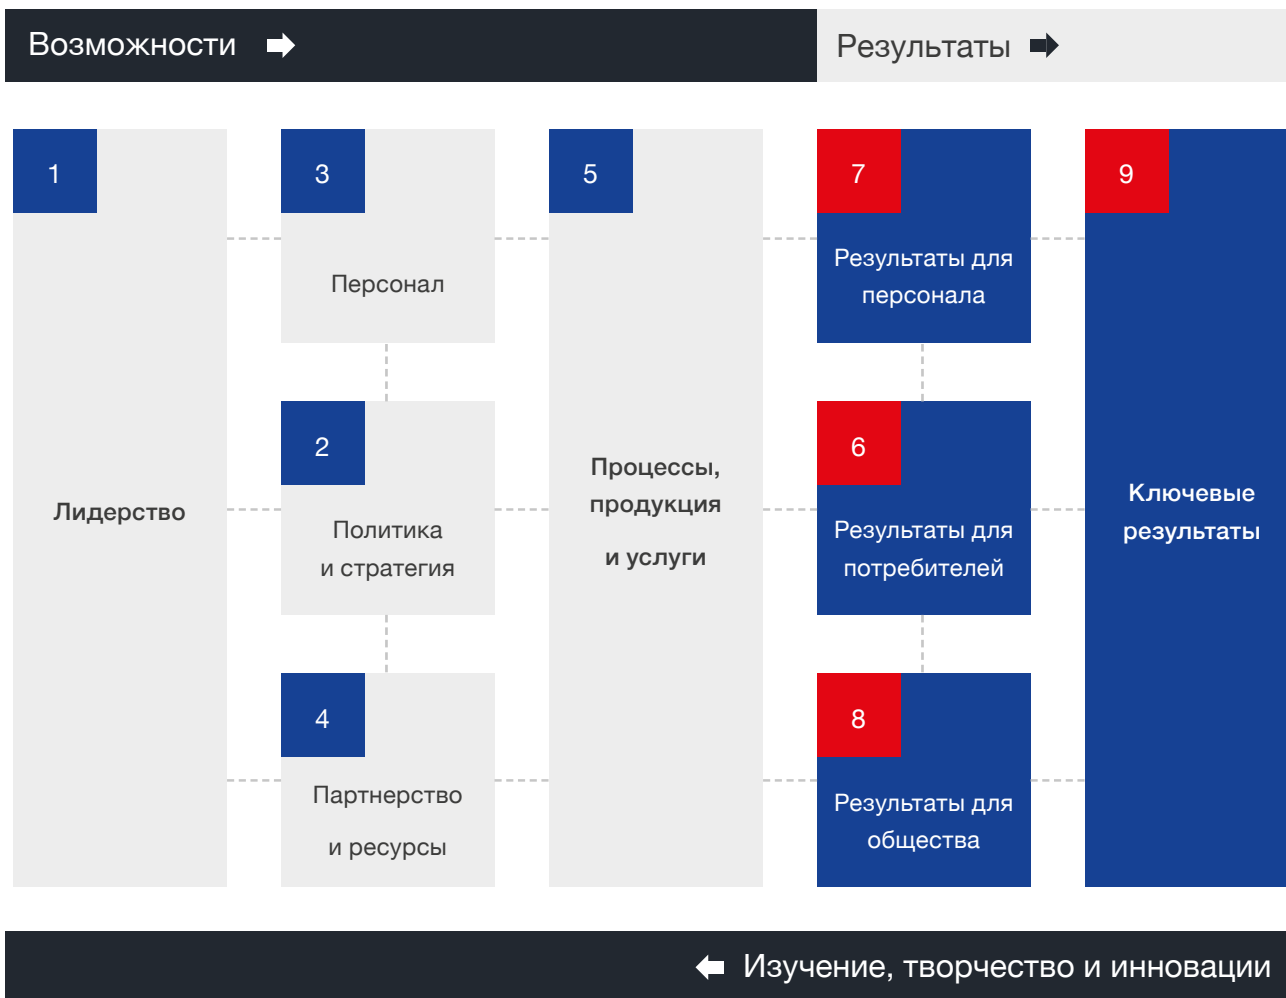 Возможности
Результаты
1
Лидерство
3
Персонал
2
Политика
и стратегия
4
Партнерство
и ресурсы
5
Процессы,
продукция
и услуги
7
Результаты для
персонала
6
Результаты для
потребителей
8
Результаты для
общества
9
Ключевые
результаты
Изучение, творчество и инновации